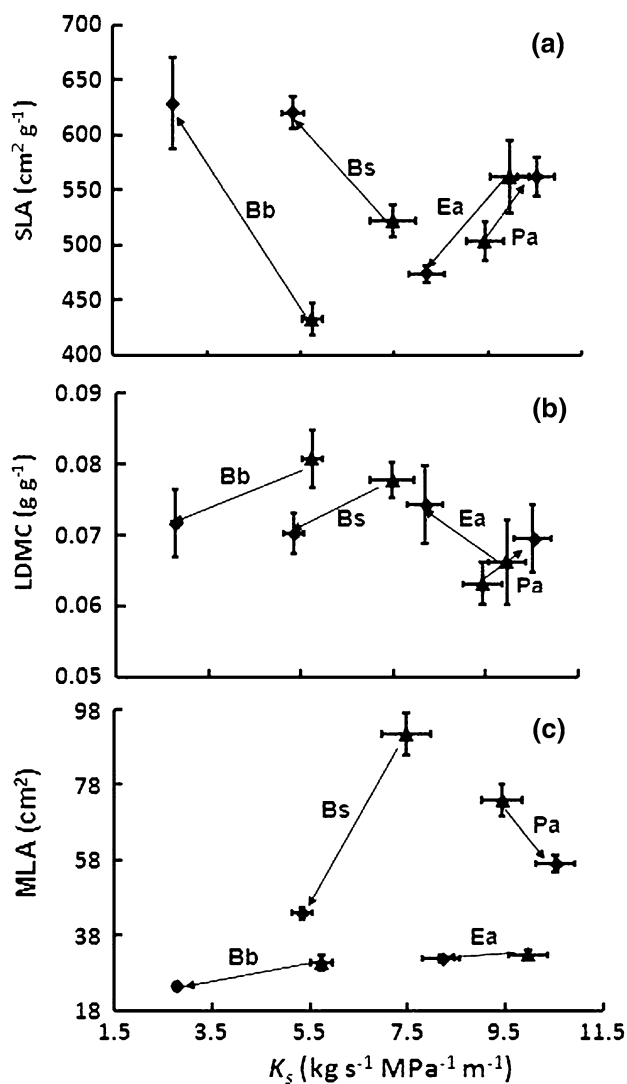 (a)
700
650
600
550
500
450
400
SLA (cm² g⁻¹)
Bb
Bs
Ea
Pa
(b)
0.09
0.08
0.07
0.06
0.05
LDMC (g g⁻¹)
Bb
Bs
Ea
Pa
(c)
98
78
58
38
18
MLA (cm²)
Bs
Pa
Bb
Ea
1.5 3.5 5.5 7.5 9.5 11.5
Kₛ (kg s⁻¹ MPa⁻¹ m⁻¹)